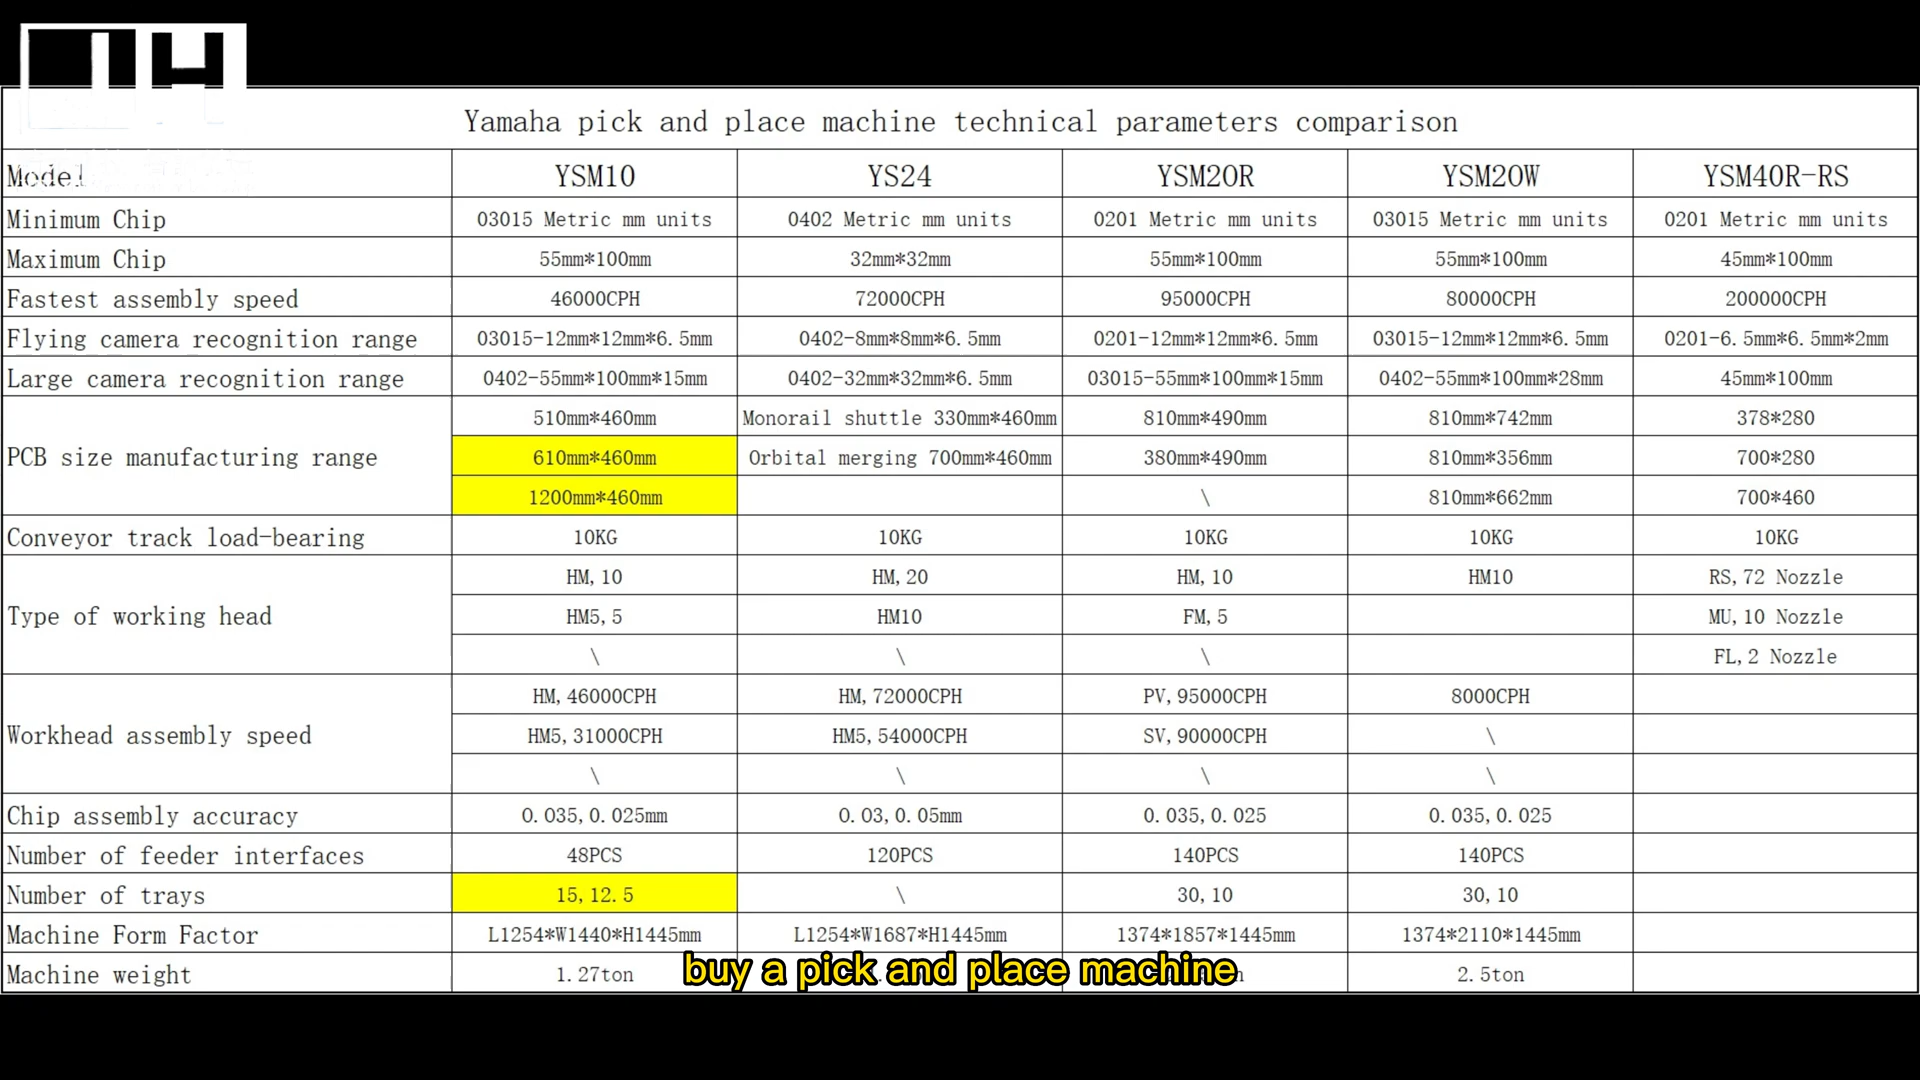 Yamaha pick and place machine technical parameters comparison
Model YSM10 YS24 YSM20R YSM20W YSM40R-RS
Minimum Chip 03015 Metric mm units 0402 Metric mm units 0201 Metric mm units 03015 Metric mm units 0201 Metric mm units
Maximum Chip 55mm*100mm 32mm*32mm 55mm*100mm 55mm*100mm 45mm*100mm
Fastest assembly speed 46000CPH 72000CPH 95000CPH 80000CPH 200000CPH
Flying camera recognition range 03015-12mm*12mm*6.5mm 0402-8mm*8mm*6.5mm 0201-12mm*12mm*6.5mm 03015-12mm*12mm*6.5mm 0201-6.5mm*6.5mm*2mm
Large camera recognition range 0402-55mm*100mm*15mm 0402-32mm*32mm*6.5mm 03015-55mm*100mm*15mm 0402-55mm*100mm*28mm 45mm*100mm
510mm*460mm Monorail shuttle 330mm*460mm 810mm*490mm 810mm*742mm 378*280
PCB size manufacturing range 610mm*460mm Orbital merging 700mm*460mm 380mm*490mm 810mm*356mm 700*280
1200mm*460mm \ 810mm*662mm 700*460
Conveyor track load-bearing 10KG 10KG 10KG 10KG 10KG
HM,10 HM,20 HM,10 HM10 RS,72 Nozzle
Type of working head HM5,5 HM10 FM,5 MU,10 Nozzle
\ \ \ FL,2 Nozzle
HM,46000CPH HM,72000CPH PV,95000CPH 8000CPH
Workhead assembly speed HM5,31000CPH HM5,54000CPH SV,90000CPH \
\ \ \ \
Chip assembly accuracy 0.035,0.025mm 0.03,0.05mm 0.035,0.025 0.035,0.025
Number of feeder interfaces 48PCS 120PCS 140PCS 140PCS
Number of trays 15,12.5 \ 30,10 30,10
Machine Form Factor L1254*W1440*H1445mm L1254*W1687*H1445mm 1374*1857*1445mm 1374*2110*1445mm
Machine weight 1.27ton 2.5ton
buy a pick and place machine